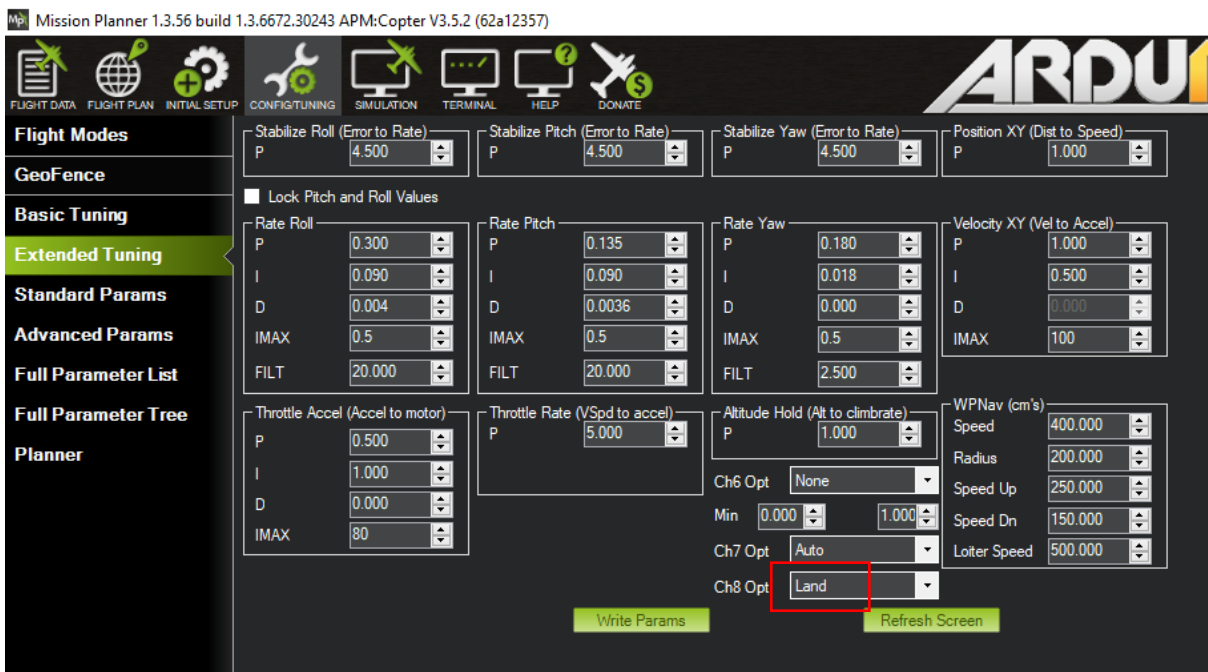 Mission Planner 1.3.56 build 1.3.6672.30243 APM:Copter V3.5.2 (62a12357)
FLIGHT DATA FLIGHT PLAN INITIAL SETUP CONFIG/TUNING SIMULATION TERMINAL HELP DONATE
ARDU
Flight Modes
GeoFence
Basic Tuning
Extended Tuning
Standard Params
Advanced Params
Full Parameter List
Full Parameter Tree
Planner
Stabilize Roll (Error to Rate)
P 4.500
Stabilize Pitch (Error to Rate)
P 4.500
Stabilize Yaw (Error to Rate)
P 4.500
Position XY (Dist to Speed)
P 1.000
Lock Pitch and Roll Values
Rate Roll
P 0.300
I 0.090
D 0.004
IMAX 0.5
FILT 20.000
Rate Pitch
P 0.135
I 0.090
D 0.0036
IMAX 0.5
FILT 20.000
Rate Yaw
P 0.180
I 0.018
D 0.000
IMAX 0.5
FILT 2.500
Velocity XY (Vel to Accel)
P 1.000
I 0.500
D 0.000
IMAX 100
Throttle Accel (Accel to motor)
P 0.500
I 1.000
D 0.000
IMAX 80
Throttle Rate (VSpd to accel)
P 5.000
Altitude Hold (Alt to climbrate)
P 1.000
Ch6 Opt None
Min 0.000 1.000
Ch7 Opt Auto
Ch8 Opt Land
WPNav (cm's)
Speed 400.000
Radius 200.000
Speed Up 250.000
Speed Dn 150.000
Loiter Speed 500.000
Write Params Refresh Screen